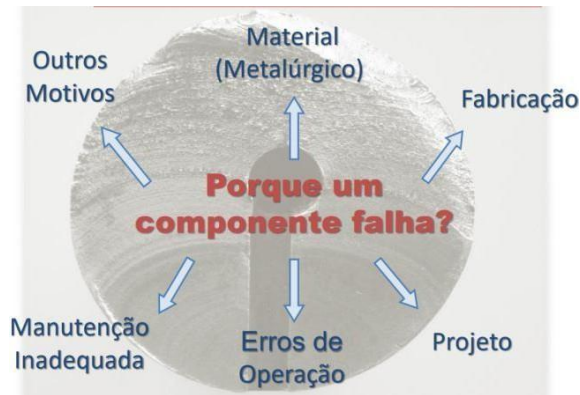 Material
(Metalúrgico)
Outros
Motivos
Fabricação
Porque um
componente falha?
Manutenção
Inadequada
Erros de
Operação
Projeto